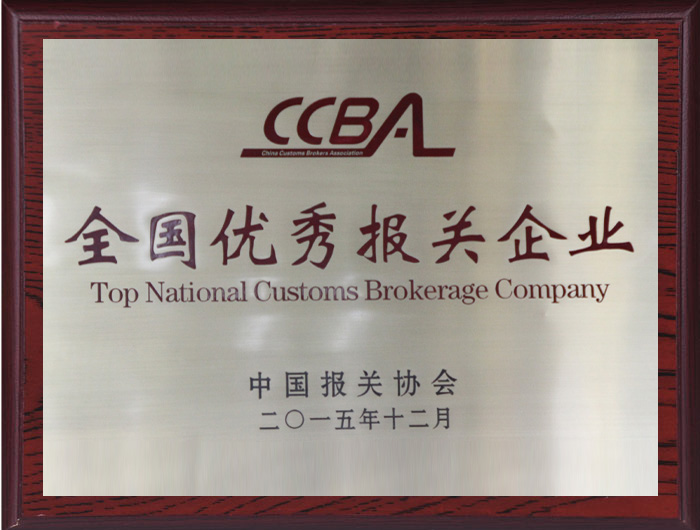 CCBA
China Customs Brokers Association
全国优秀报关企业
Top National Customs Brokerage Company
中国报关协会
二〇一五年十二月